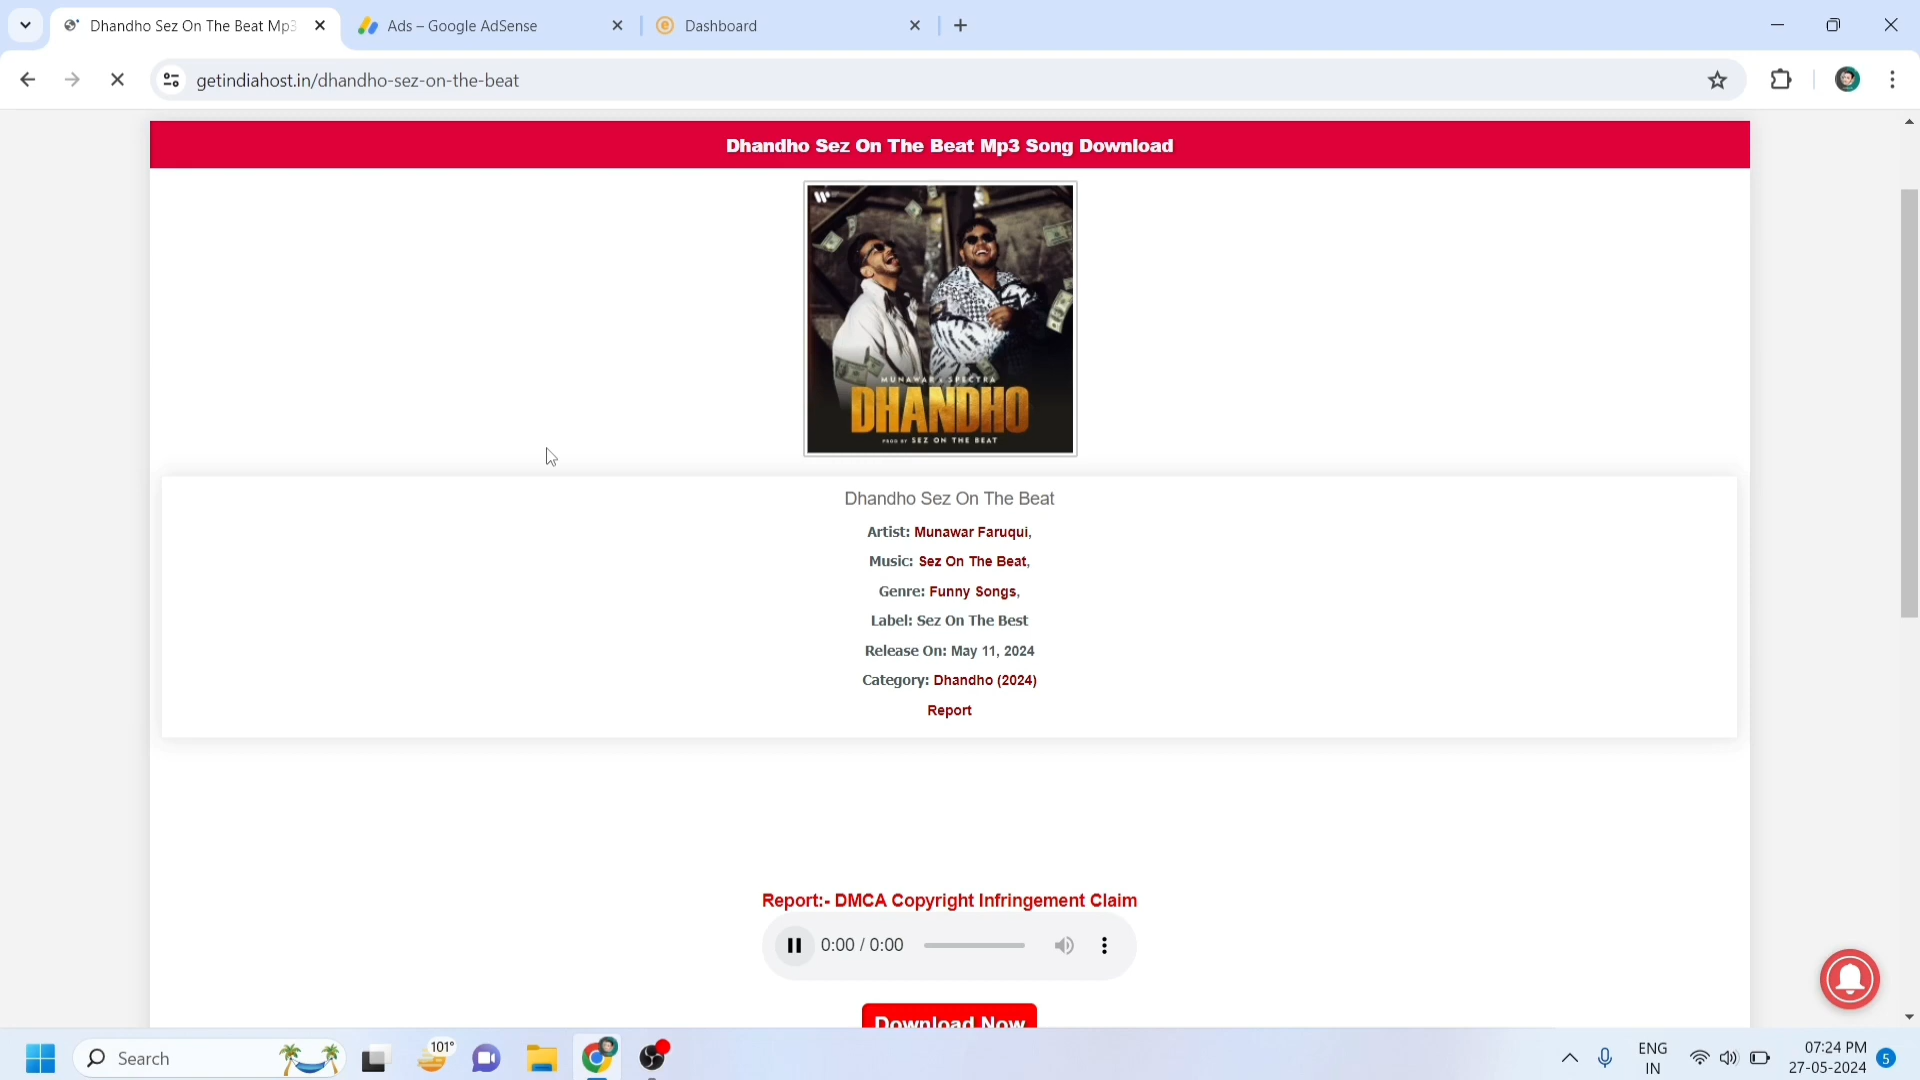 Dhandho Sez On The Beat Mp3
Ads – Google AdSense
Dashboard
getindiahost.in/dhandho-sez-on-the-beat
Dhandho Sez On The Beat Mp3 Song Download
MUNAWAR SPECTRA
DHANDHO
PROD BY SEZ ON THE BEAT
Dhandho Sez On The Beat
Artist: Munawar Faruqui,
Music: Sez On The Beat,
Genre: Funny Songs,
Label: Sez On The Best
Release On: May 11, 2024
Category: Dhandho (2024)
Report
Report:- DMCA Copyright Infringement Claim
0:00 / 0:00
Download Now
Search
101°
ENG
IN
07:24 PM
27-05-2024
5